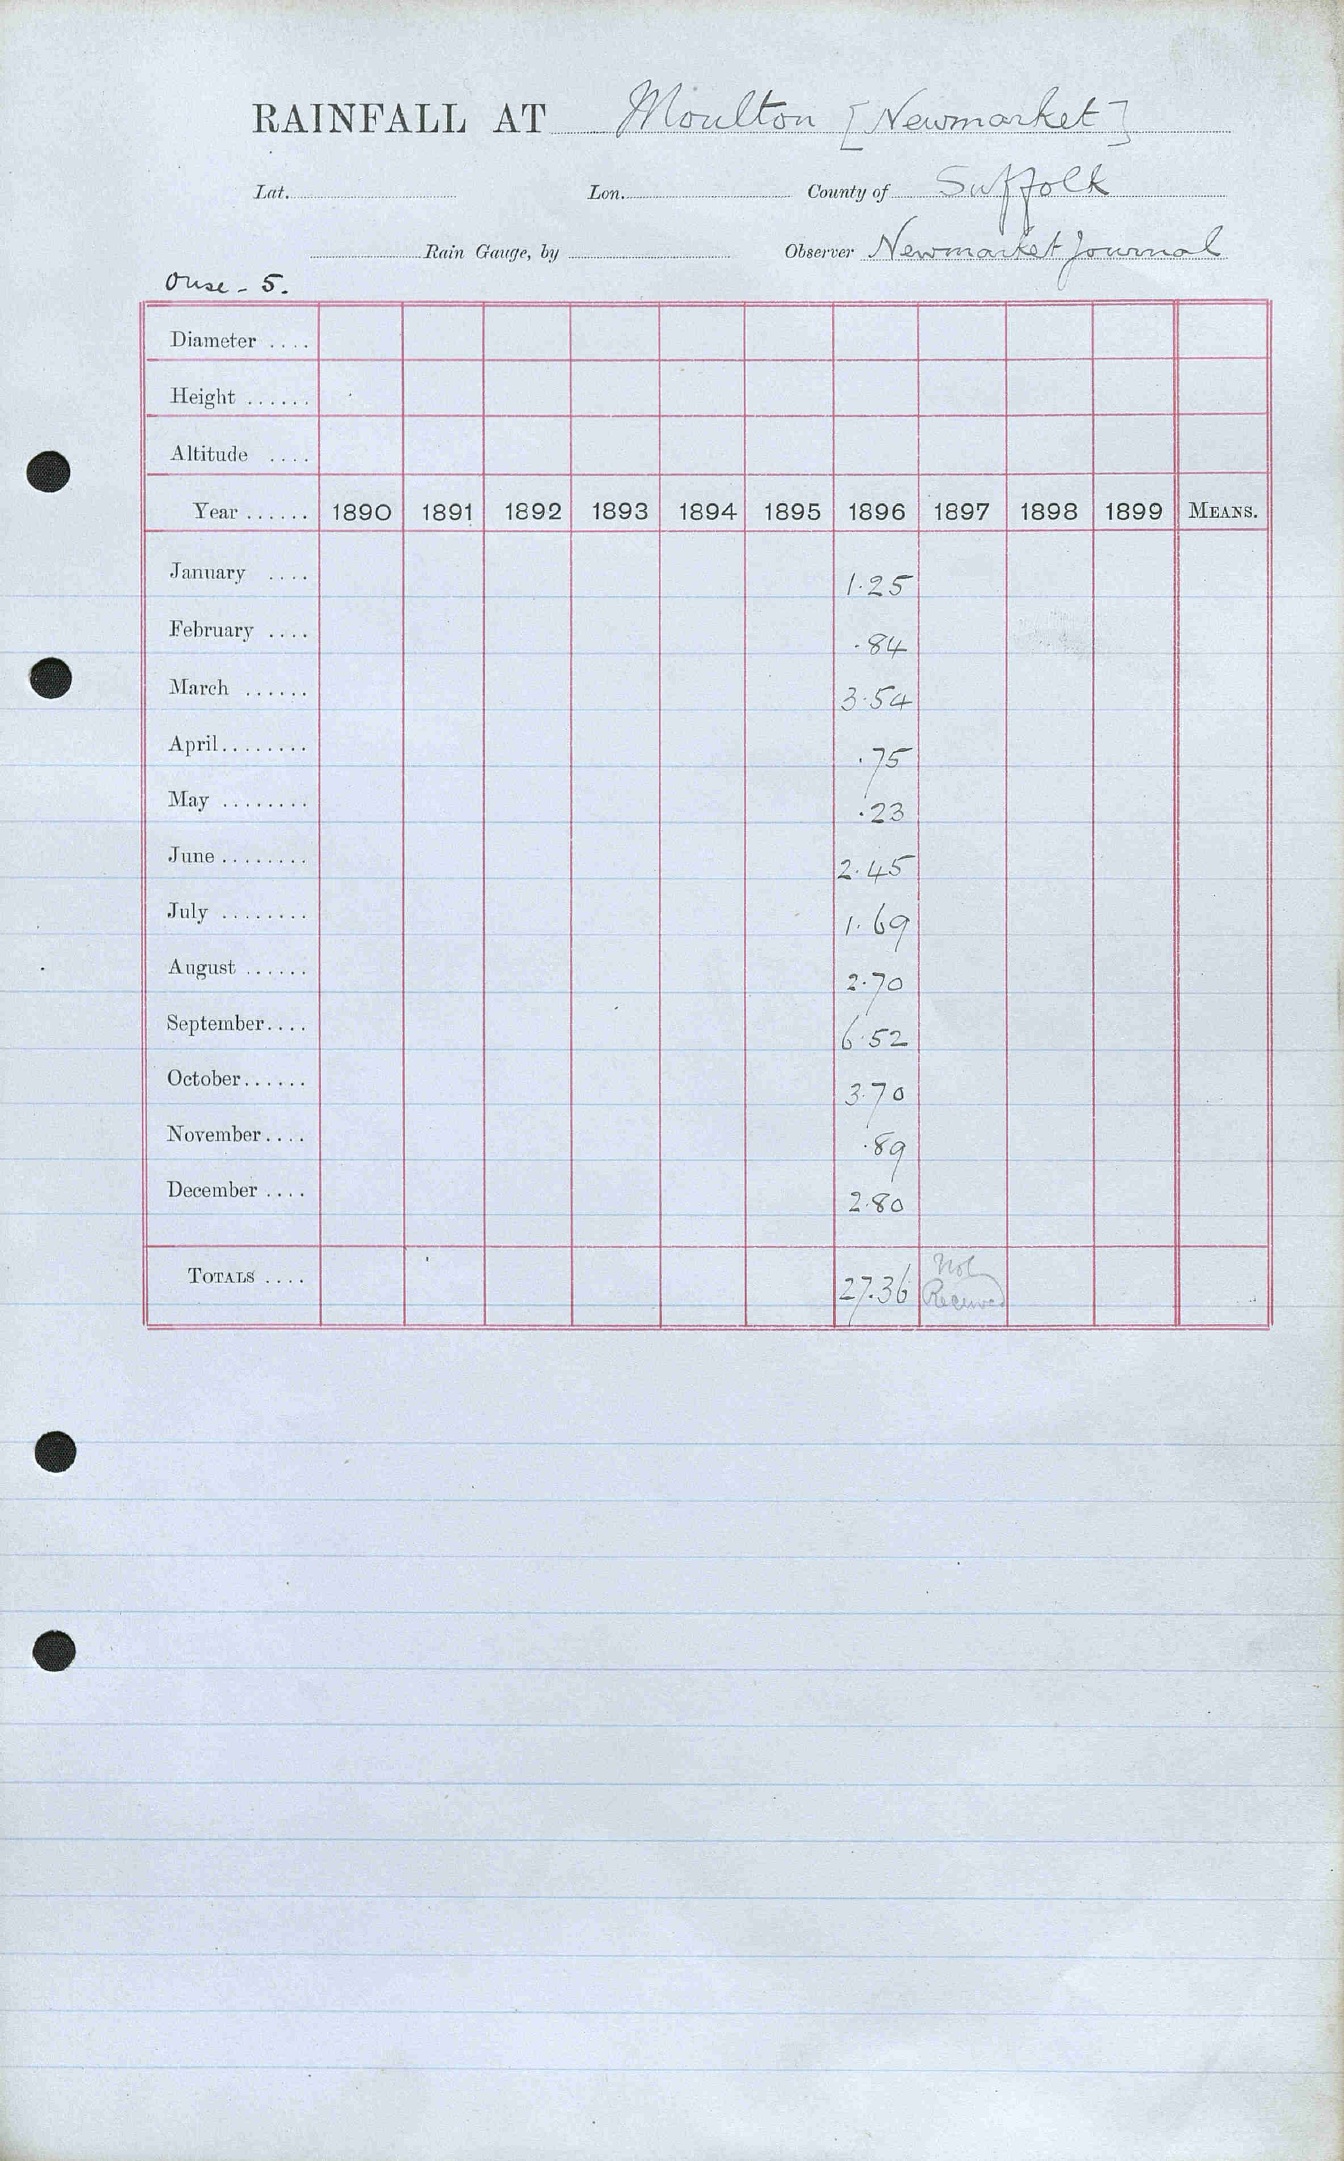 RAINFALL AT Moulton [Newmarket]
Lat. Lon. County of Suffolk
Rain Gauge, by Observer Newmarket Journal
Ouse - 5.
Diameter ....
Height ......
Altitude ....
Year ...... 1890 1891 1892 1893 1894 1895 1896 1897 1898 1899 MEANS.
January .... 1.25
February .... .84
March ...... 3.54
April ........ .75
May ........ .23
June ........ 2.45
July ........ 1.69
August ...... 2.70
September .... 6.52
October ...... 3.70
November .... .89
December .... 2.80
TOTALS .... 27.36 Not Received